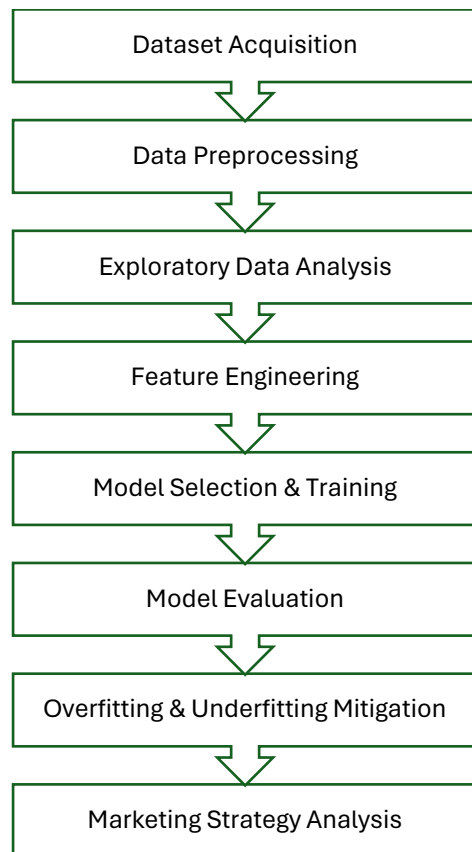 Dataset Acquisition
Data Preprocessing
Exploratory Data Analysis
Feature Engineering
Model Selection & Training
Model Evaluation
Overfitting & Underfitting Mitigation
Marketing Strategy Analysis